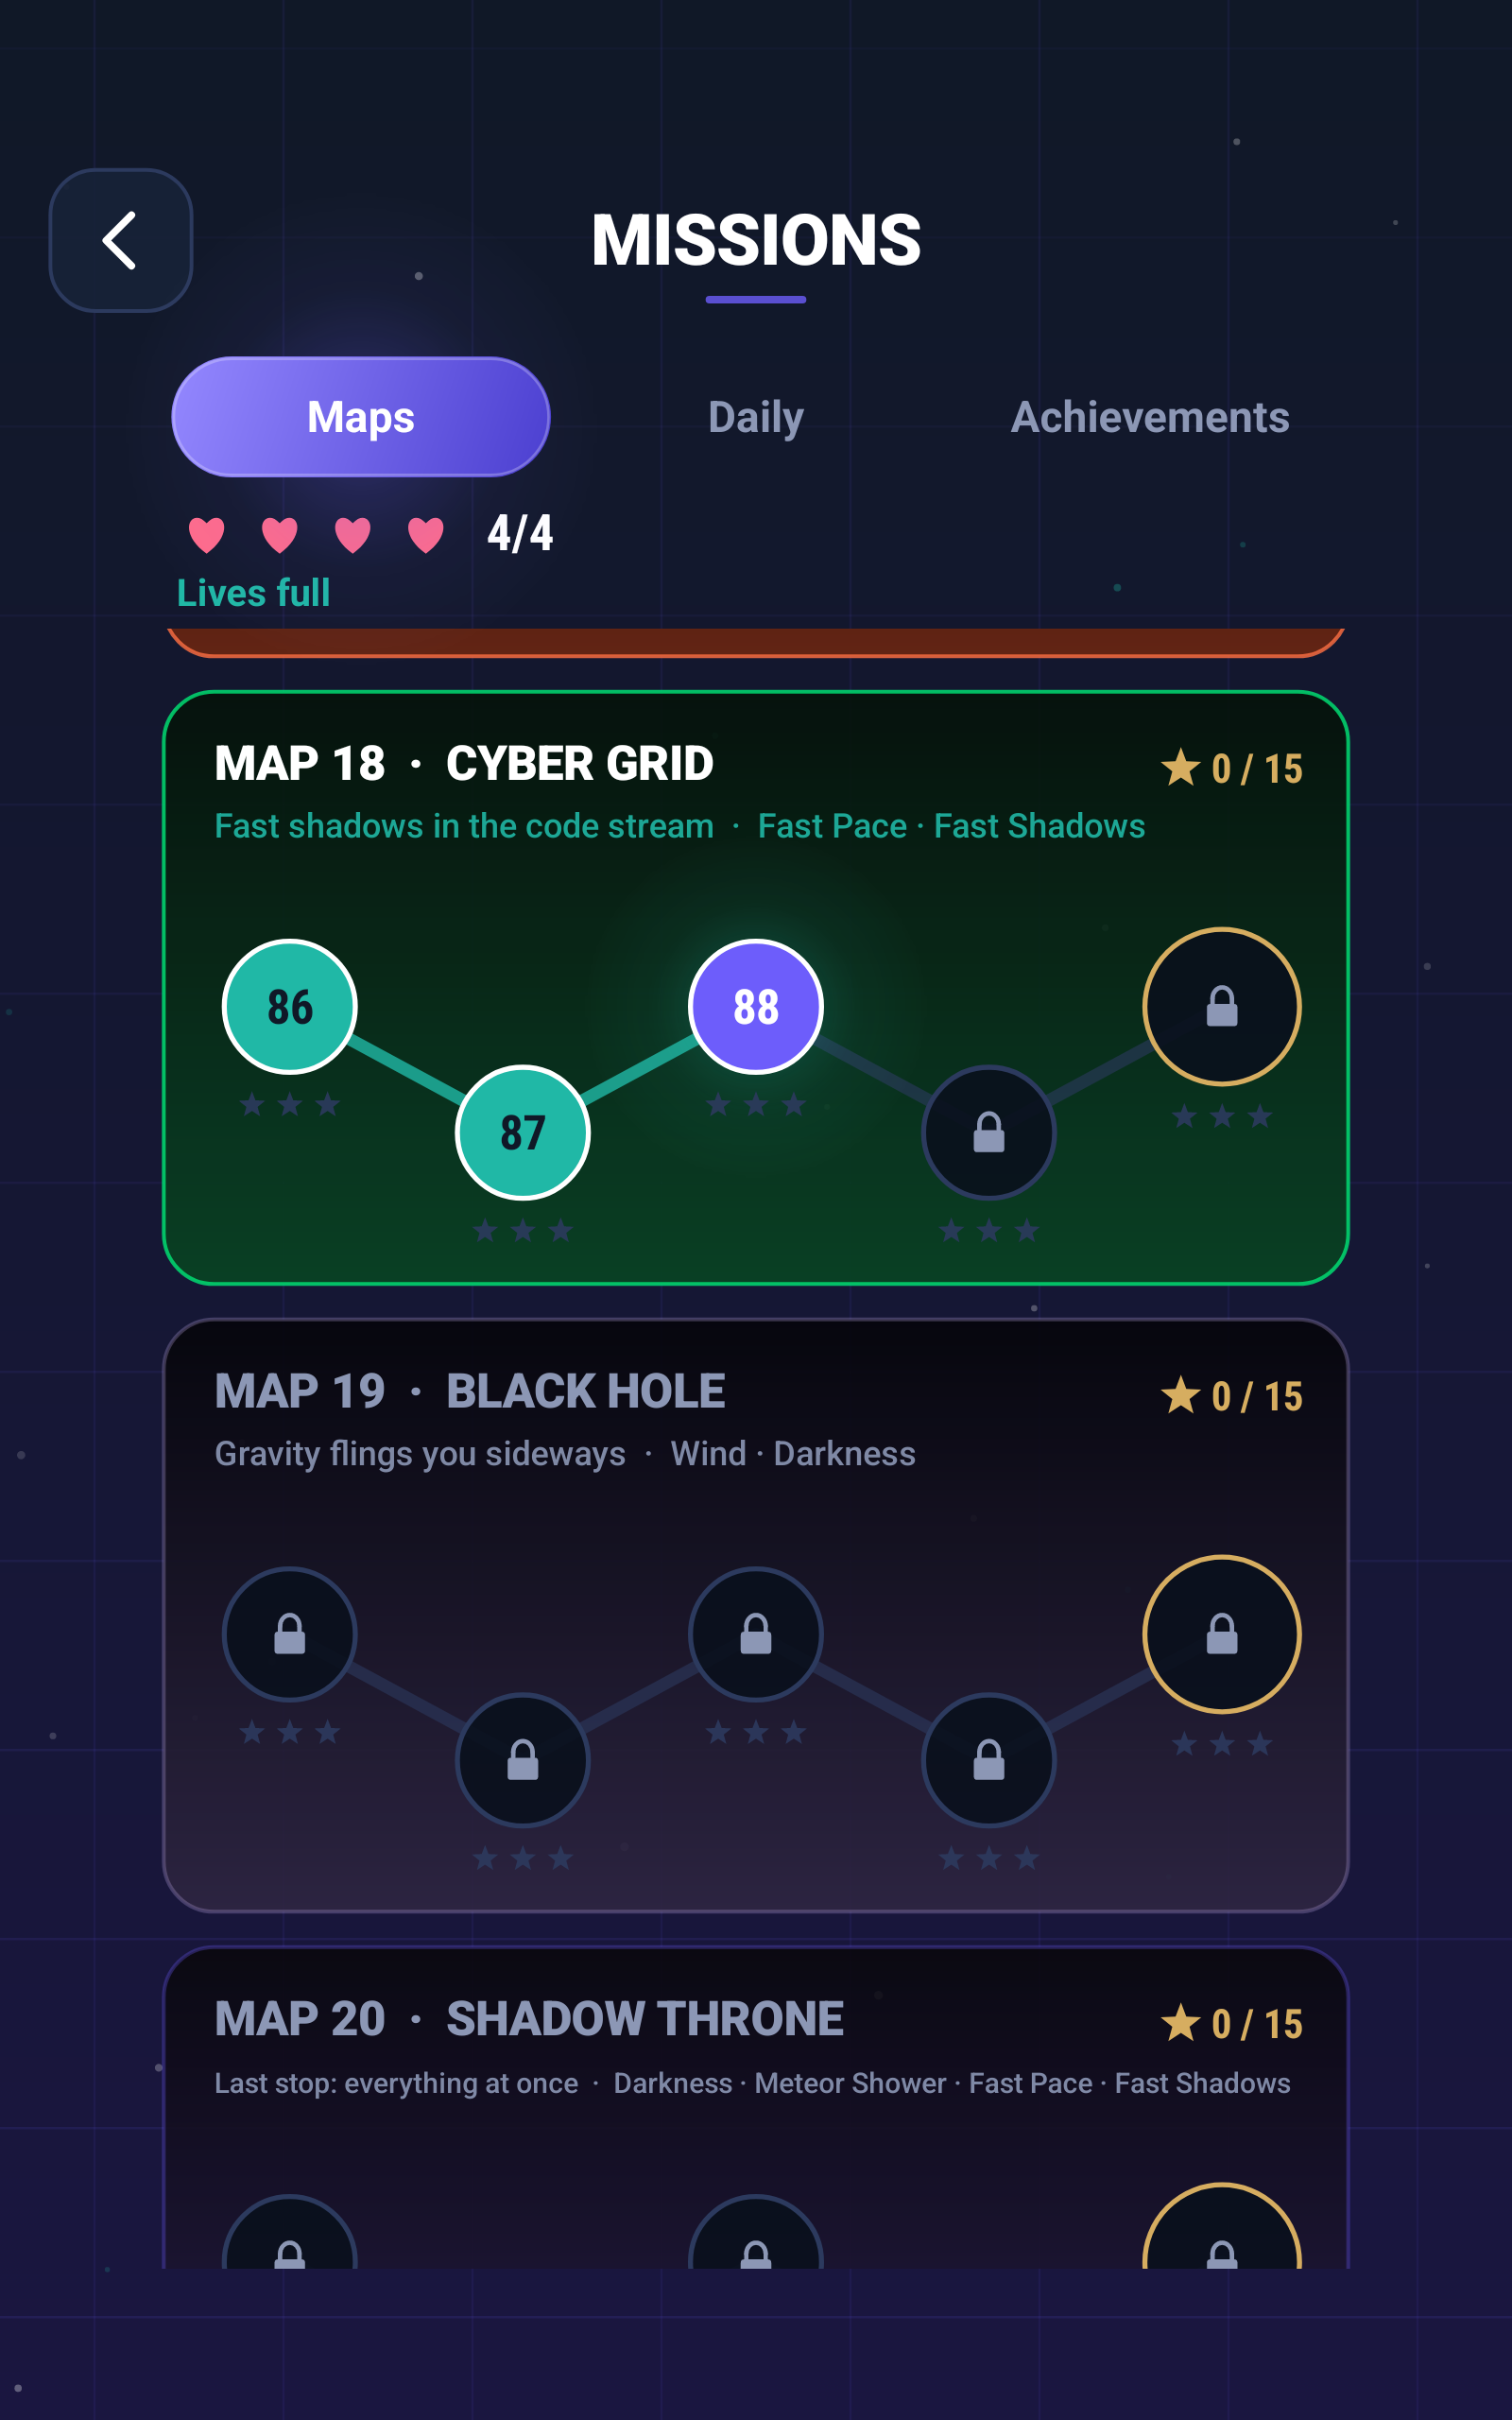 MISSIONS
Maps
Daily
Achievements
4/4
Lives full
MAP 18 · CYBER GRID
0 / 15
Fast shadows in the code stream · Fast Pace · Fast Shadows
86
88
87
MAP 19 · BLACK HOLE
0 / 15
Gravity flings you sideways · Wind · Darkness
MAP 20 · SHADOW THRONE
0 / 15
Last stop: everything at once · Darkness · Meteor Shower · Fast Pace · Fast Shadows